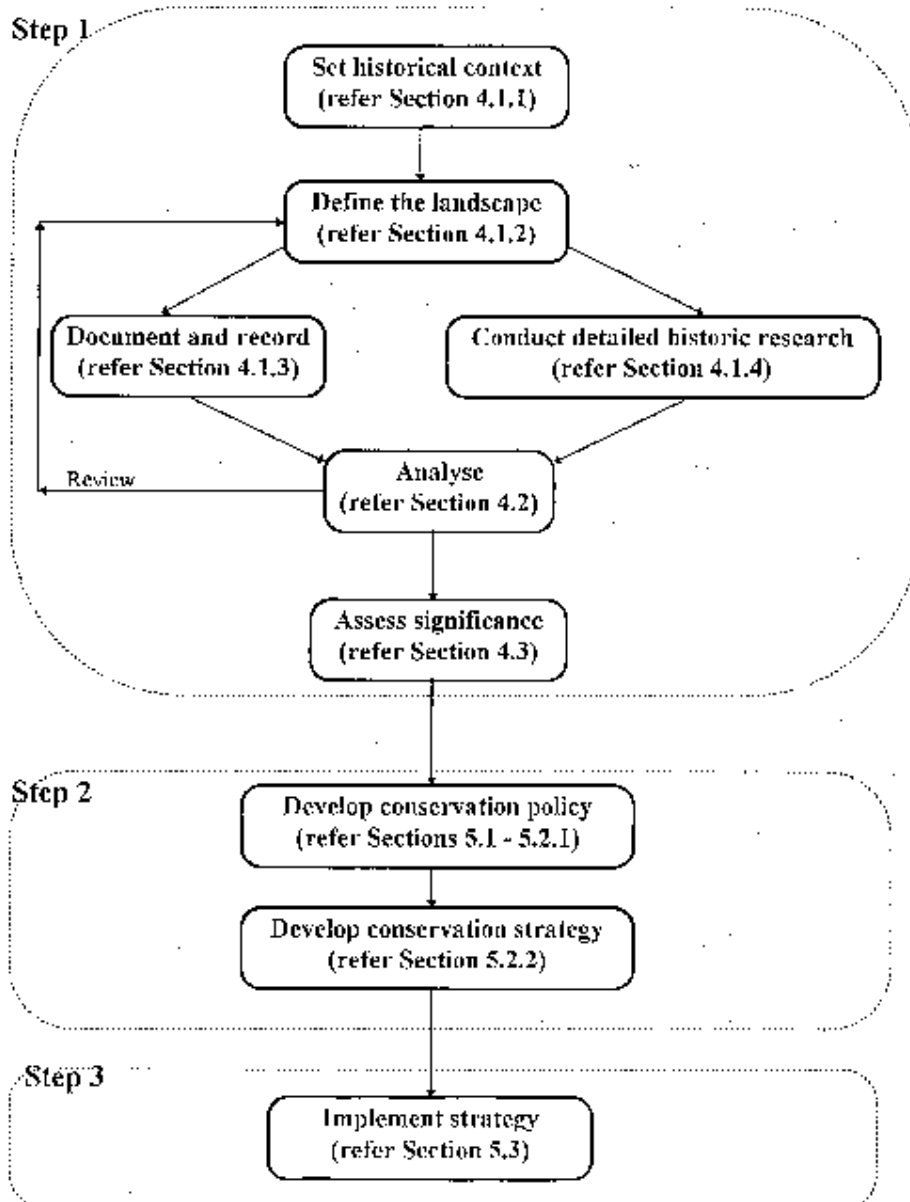 Step 1
Set historical context
(refer Section 4.1.1)
Define the landscape
(refer Section 4.1.2)
Document and record
(refer Section 4.1.3)
Conduct detailed historic research
(refer Section 4.1.4)
Analyse
(refer Section 4.2)
Review
Assess significance
(refer Section 4.3)
Step 2
Develop conservation policy
(refer Sections 5.1 - 5.2.1)
Develop conservation strategy
(refer Section 5.2.2)
Step 3
Implement strategy
(refer Section 5.3)